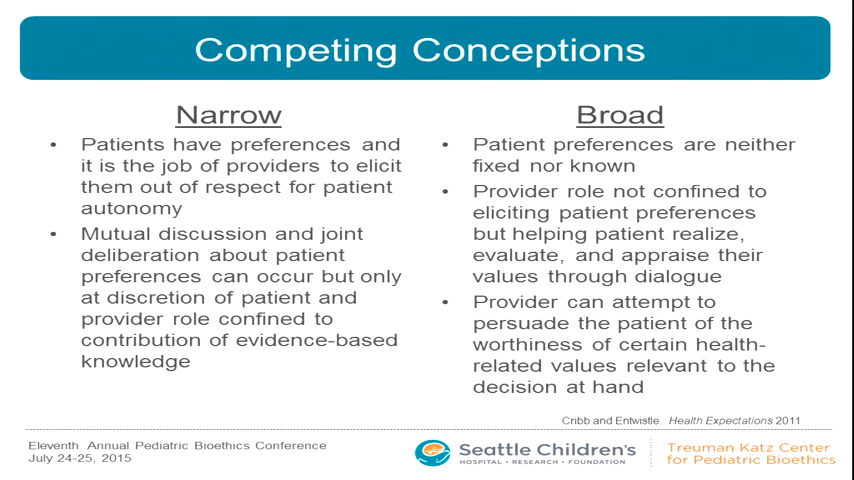 Competing Conceptions
Narrow
• Patients have preferences and
it is the job of providers to elicit
them out of respect for patient
autonomy
• Mutual discussion and joint
deliberation about patient
preferences can occur but only
at discretion of patient and
provider role confined to
contribution of evidence-based
knowledge
Broad
• Patient preferences are neither
fixed nor known
• Provider role not confined to
eliciting patient preferences
but helping patient realize,
evaluate, and appraise their
values through dialogue
• Provider can attempt to
persuade the patient of the
worthiness of certain health-
related values relevant to the
decision at hand
Cribb and Entwistle. Health Expectations 2011
Eleventh Annual Pediatric Bioethics Conference
July 24-25, 2015
Seattle Children's
HOSPITAL • RESEARCH • FOUNDATION
Treuman Katz Center
for Pediatric Bioethics